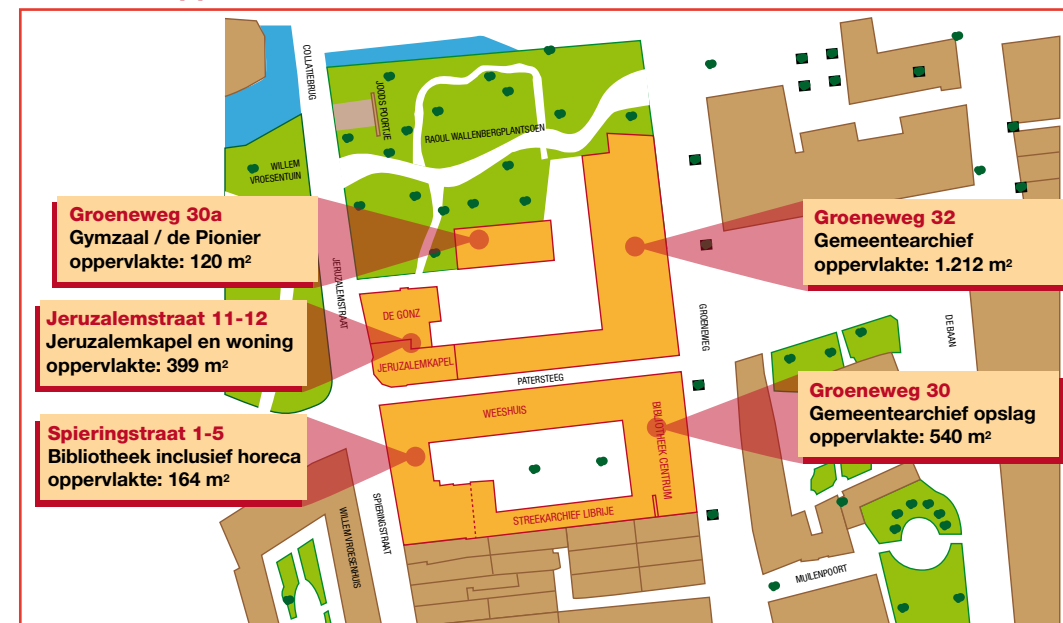 COLLATIEBRUG
JOODS POORTJE
RAOUL WALLENBERGPLANTSOEN
WILLEM
VROESENTUIN
Groeneweg 30a
Gymzaal / de Pionier
oppervlakte: 120 m²
Groeneweg 32
Gemeentearchief
oppervlakte: 1.212 m²
JERUZALEMSTRAAT
DE GONZ
Jeruzalemstraat 11-12
Jeruzalemkapel en woning
oppervlakte: 399 m²
JERUZALEMKAPEL
GROENEWEG
DE BAAN
PATERSTEEG
Groeneweg 30
Gemeentearchief opslag
oppervlakte: 540 m²
WEESHUIS
BIBLIOTHEEK CENTRUM
Spieringstraat 1-5
Bibliotheek inclusief horeca
oppervlakte: 164 m²
SPIERINGSTRAAT
STREEKARCHIEF LIBRIJE
WILLEM VROESENHUIS
MUILENPOORT